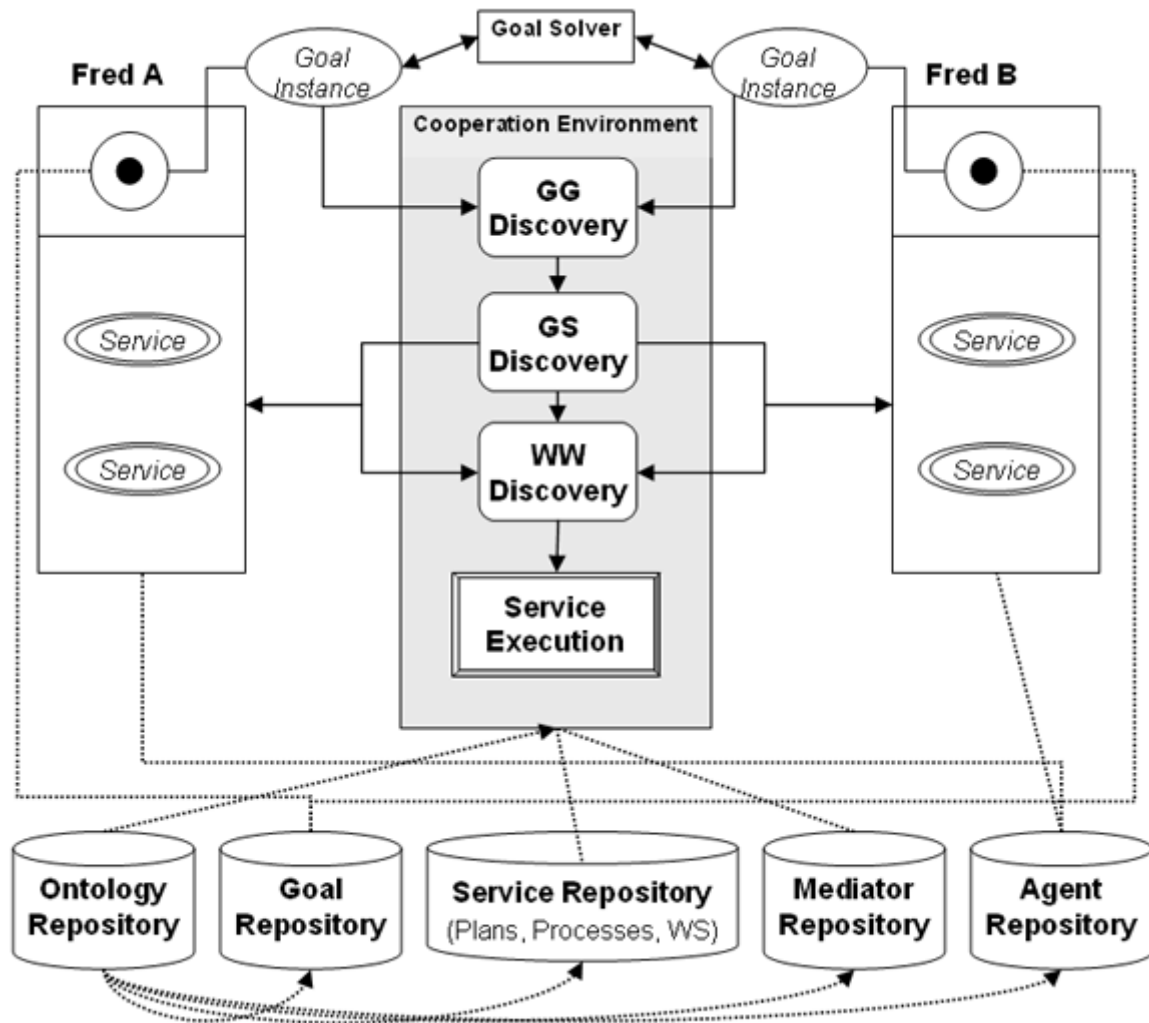 Goal Solver
Goal
Instance
Goal
Instance
Fred A
Fred B
Cooperation Environment
GG
Discovery
GS
Discovery
Service
Service
WW
Discovery
Service
Service
Service
Execution
Ontology
Repository
Goal
Repository
Service Repository
(Plans, Processes, WS)
Mediator
Repository
Agent
Repository